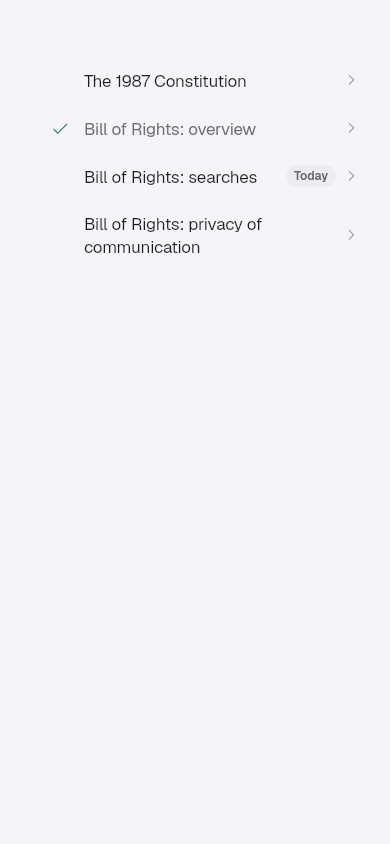 The 1987 Constitution
Bill of Rights: overview
Bill of Rights: searches
Today
Bill of Rights: privacy of
communication